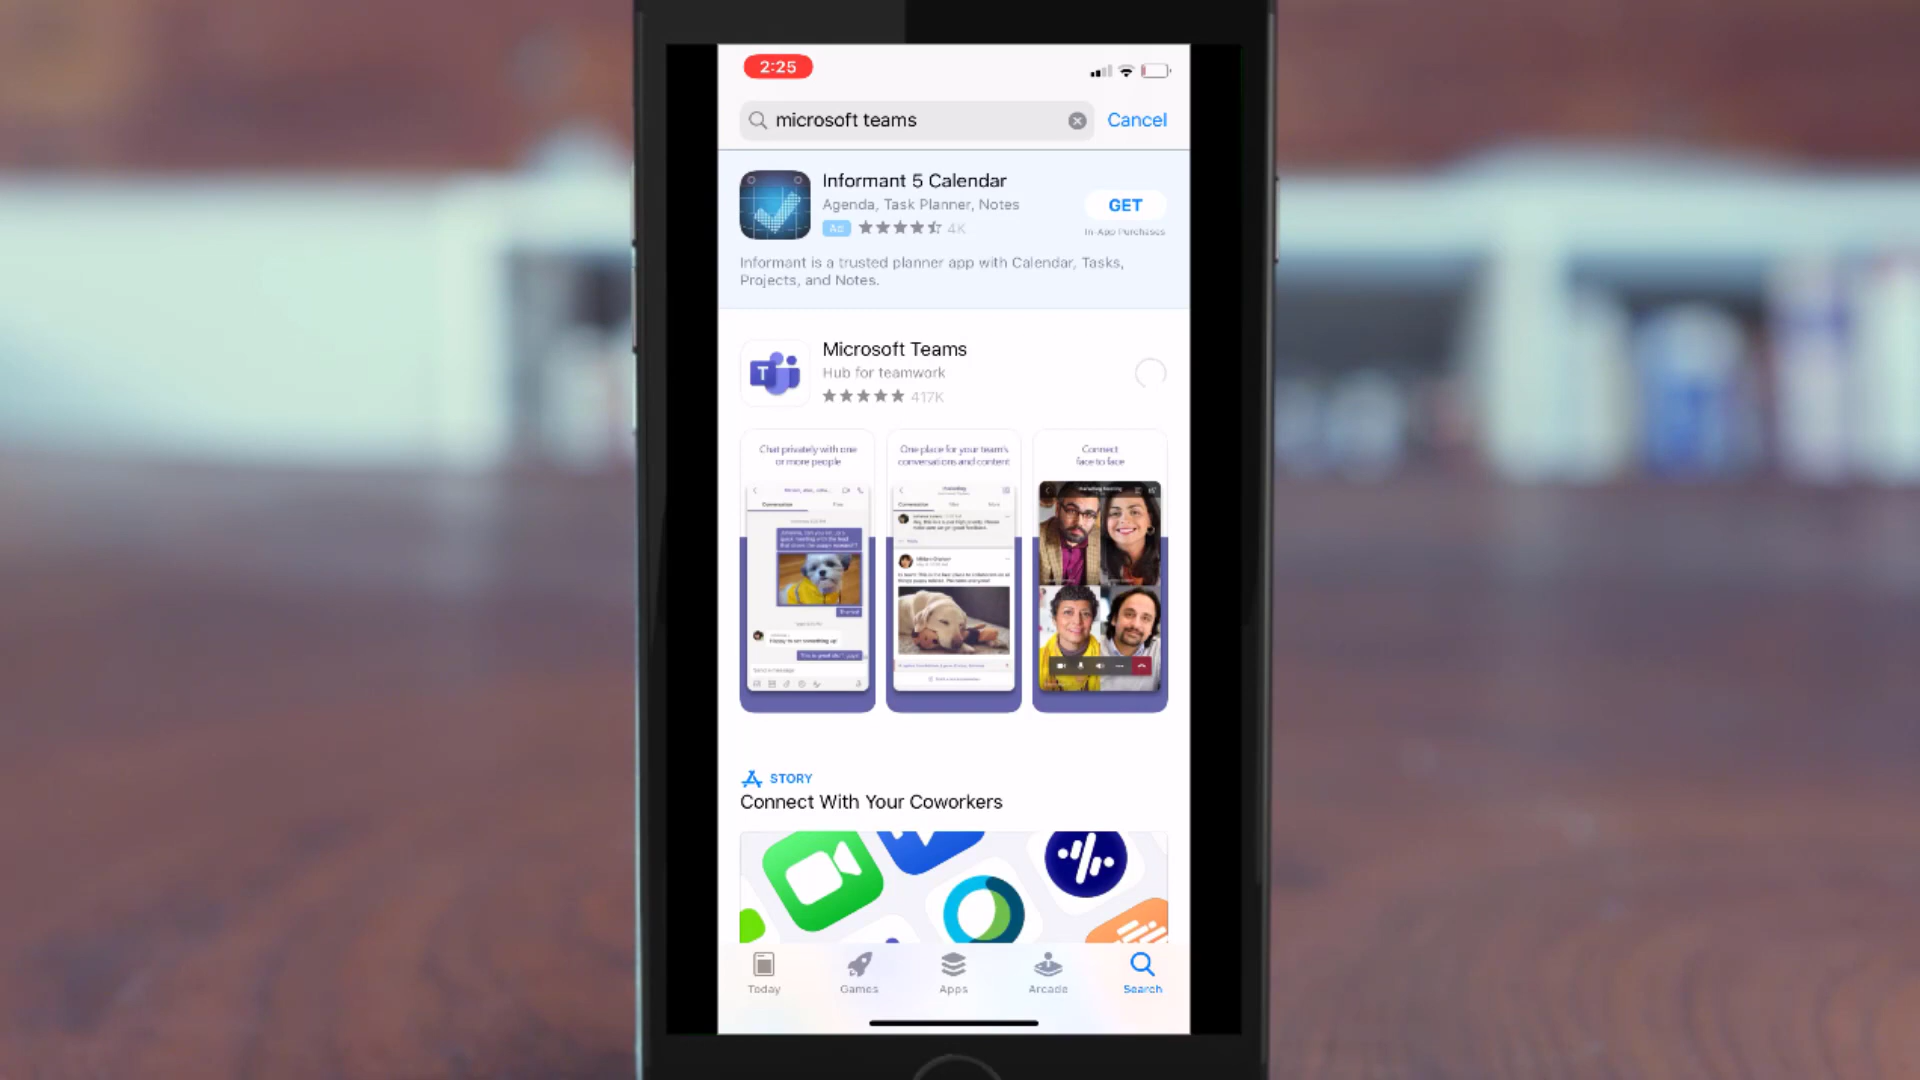 2:25
microsoft teams
Cancel
Informant 5 Calendar
Agenda, Task Planner, Notes
Ad
4K
GET
In-App Purchases
Informant is a trusted planner app with Calendar, Tasks,
Projects, and Notes.
Microsoft Teams
Hub for teamwork
T
417K
Chat privately with one
or more people
One place for your team's
conversations and content
Connect
face to face
STORY
Connect With Your Coworkers
Today
Games
Apps
Arcade
Search